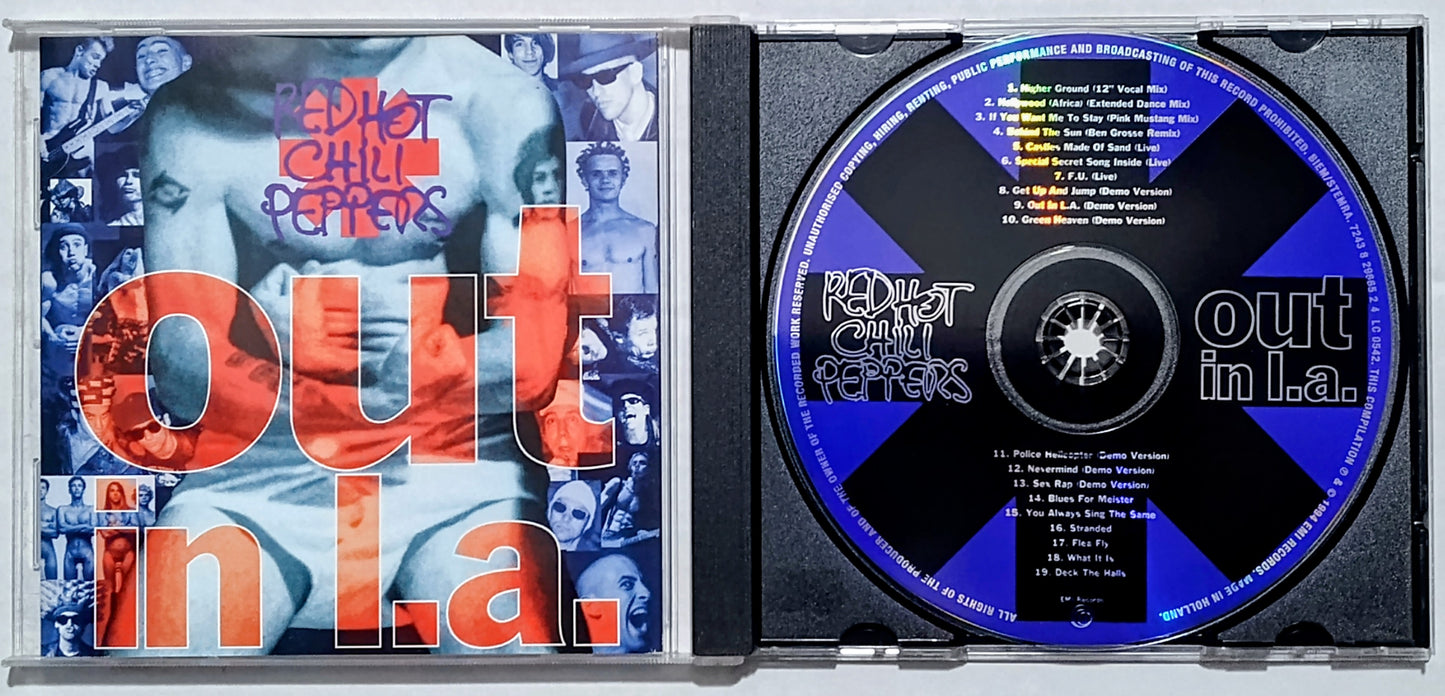 RED HOT
CHILI
PEPPERS
out
in l.a.
ALL RIGHTS OF THE PRODUCER AND OF THE OWNER OF THE RECORDED WORK RESERVED. UNAUTHORISED COPYING, HIRING, RENTING, PUBLIC PERFORMANCE AND BROADCASTING OF THIS RECORD PROHIBITED. BIEM/STEMRA. 7243 8 29665 2 4 LC 0542. THIS COMPILATION ℗ & © 1994 EMI RECORDS. MADE IN HOLLAND.
1. Higher Ground (12" Vocal Mix)
2. Hollywood (Africa) (Extended Dance Mix)
3. If You Want Me To Stay (Pink Mustang Mix)
4. Behind The Sun (Ben Grosse Remix)
5. Castles Made Of Sand (Live)
6. Special Secret Song Inside (Live)
7. F.U. (Live)
8. Get Up And Jump (Demo Version)
9. Out In L.A. (Demo Version)
10. Green Heaven (Demo Version)
RED HOT
CHILI
PEPPERS
out
in l.a.
11. Police Helicopter (Demo Version)
12. Nevermind (Demo Version)
13. Sex Rap (Demo Version)
14. Blues For Meister
15. You Always Sing The Same
16. Stranded
17. Flea Fly
18. What It Is
19. Deck The Halls
EMI Records